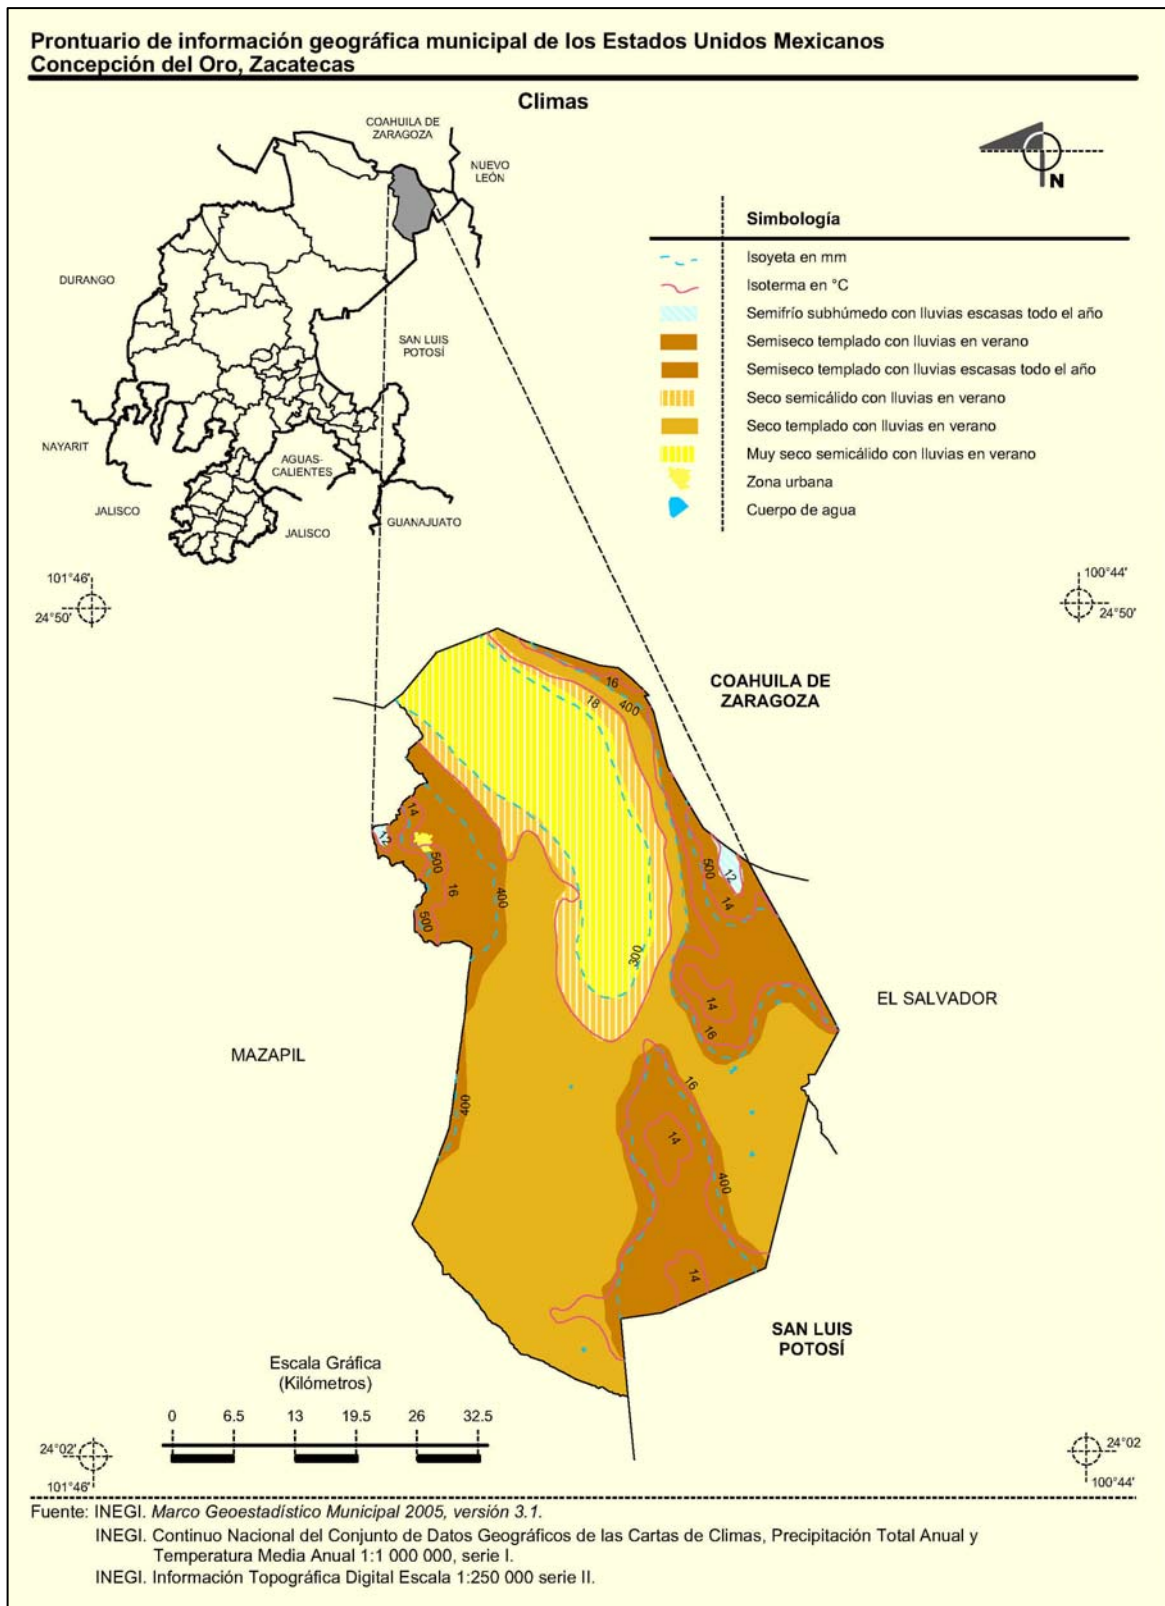 Prontuario de información geográfica municipal de los Estados Unidos Mexicanos
Concepción del Oro, Zacatecas
Climas
COAHUILA DE
ZARAGOZA
NUEVO
LEÓN
DURANGO
SAN LUIS
POTOSÍ
NAYARIT
AGUAS-
CALIENTES
JALISCO
JALISCO
GUANAJUATO
N
Simbología
Isoyeta en mm
Isoterma en °C
Semifrío subhúmedo con lluvias escasas todo el año
Semiseco templado con lluvias en verano
Semiseco templado con lluvias escasas todo el año
Seco semicálido con lluvias en verano
Seco templado con lluvias en verano
Muy seco semicálido con lluvias en verano
Zona urbana
Cuerpo de agua
101°46'
24°50'
100°44'
24°50'
COAHUILA DE
ZARAGOZA
16
400
18
14
12
500
16
400
500
500
12
14
300
14
16
EL SALVADOR
MAZAPIL
16
400
14
400
14
SAN LUIS
POTOSÍ
Escala Gráfica
(Kilómetros)
0 6.5 13 19.5 26 32.5
24°02'
101°46'
24°02
100°44'
Fuente: INEGI. Marco Geoestadístico Municipal 2005, versión 3.1.
INEGI. Continuo Nacional del Conjunto de Datos Geográficos de las Cartas de Climas, Precipitación Total Anual y
Temperatura Media Anual 1:1 000 000, serie I.
INEGI. Información Topográfica Digital Escala 1:250 000 serie II.